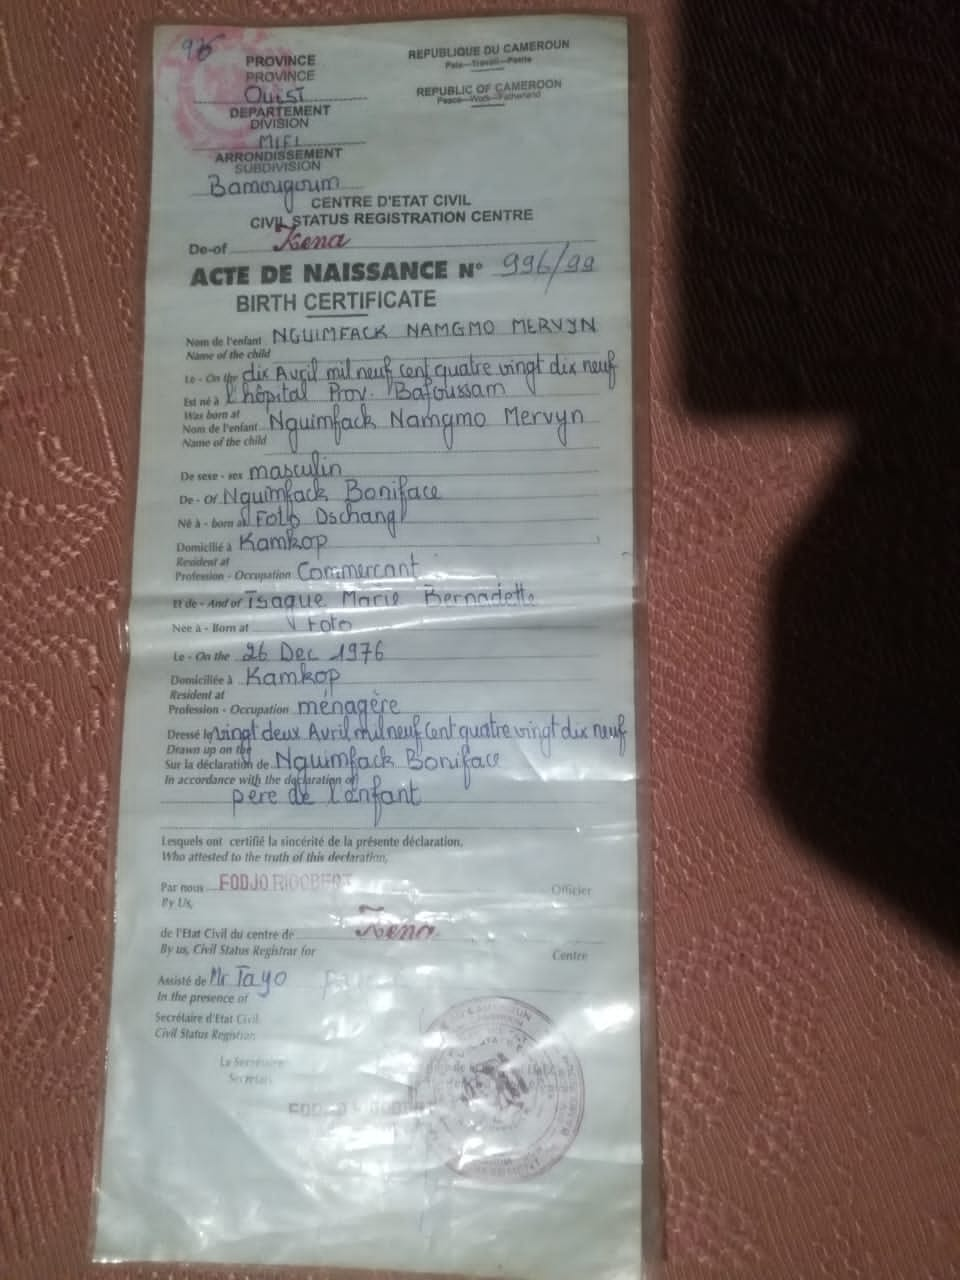 976
PROVINCE
PROVINCE
OUEST
DEPARTEMENT
DIVISION
MIFI
ARRONDISSEMENT
SUBDIVISION
Bamougoum
REPUBLIQUE DU CAMEROUN
Paix—Travail—Patrie
REPUBLIC OF CAMEROON
Peace—Work—Fatherland
CENTRE D'ETAT CIVIL
CIVIL STATUS REGISTRATION CENTRE
De-of
ACTE DE NAISSANCE N° 996/99
BIRTH CERTIFICATE
Nom de l'enfant NGUIMFACK NAMGMO MERVYN
Name of the child
Le - On the dix Avril mil neuf cent quatre vingt dix neuf
Est né à l'hôpital Prov. Bafoussam
Was born at
Nom de l'enfant Nguimfack Namgmo Mervyn
Name of the child
De sexe - sex masculin
De - Of Nguimfack Boniface
Né à - born at Foto Dschang
Domicilié à Kamkop
Resident at
Profession - Occupation Commercant
Et de - And of Tsague Marie Bernadette
Née à - Born at Foto
Le - On the 26 Dec 1976
Domiciliée à Kamkop
Resident at
Profession - Occupation ménagère
Dressé le vingt deux Avril mil neuf Cent quatre vingt dix neuf
Drawn up on the
Sur la déclaration de Nguimfack Boniface
In accordance with the declaration of
père de l'enfant
Lesquels ont certifié la sincérité de la présente déclaration,
Who attested to the truth of this declaration,
Par nous FODJO RIGOBERT Officier
By Us,
de l'Etat Civil du centre de
By us, Civil Status Registrar for Centre
Assisté de Mr Tayo
In the presence of
Secrétaire d'Etat Civil
Civil Status Registrar
Le Secrétaire
Secretary
FODJO RIGOBERT